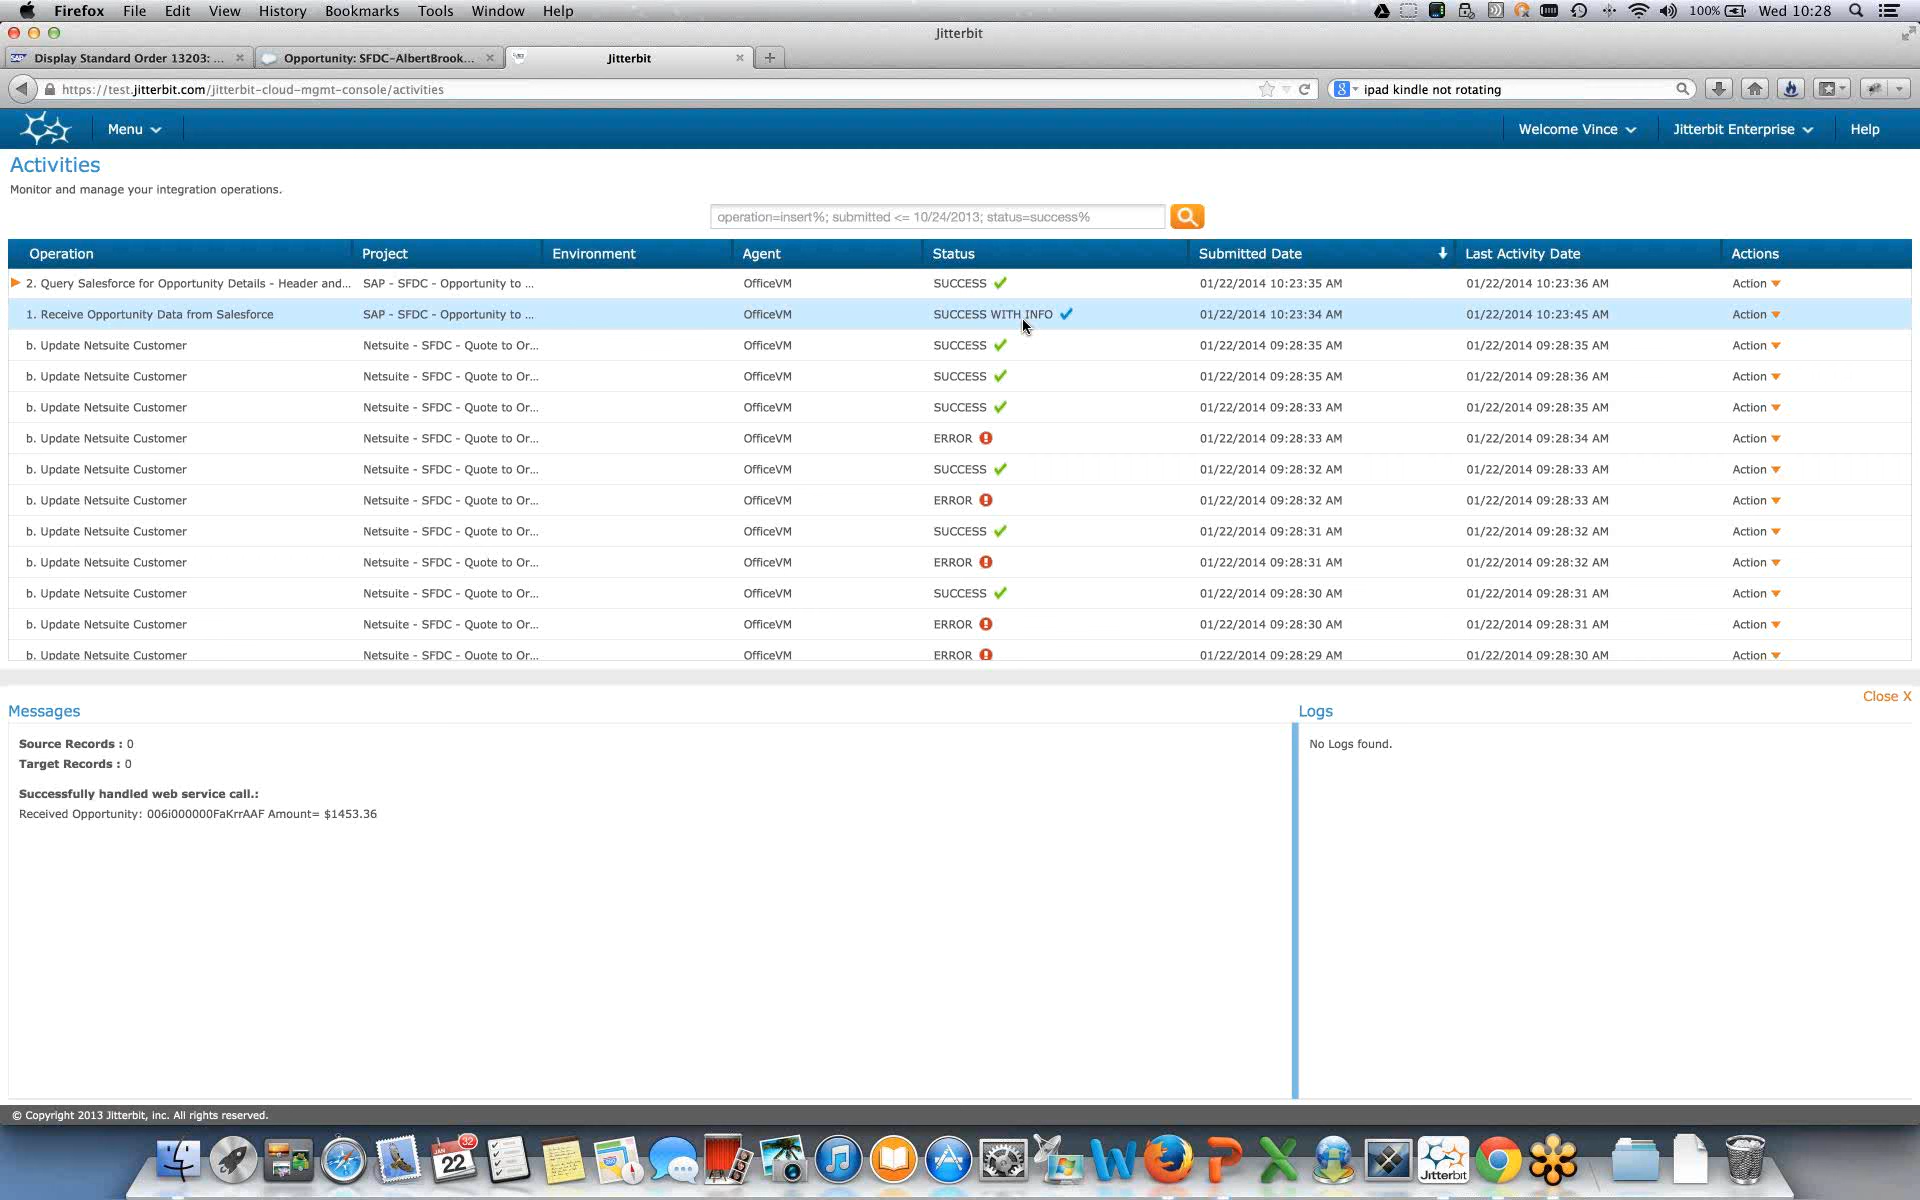 Firefox File Edit View History Bookmarks Tools Window Help 100% Wed 10:28
Jitterbit
Display Standard Order 13203: ... Opportunity: SFDC-AlbertBrook... Jitterbit
https://test.jitterbit.com/jitterbit-cloud-mgmt-console/activities 8 ipad kindle not rotating
Menu Welcome Vince Jitterbit Enterprise Help
Activities
Monitor and manage your integration operations.
operation=insert%; submitted <= 10/24/2013; status=success%
Operation Project Environment Agent Status Submitted Date Last Activity Date Actions
2. Query Salesforce for Opportunity Details - Header and... SAP - SFDC - Opportunity to ... OfficeVM SUCCESS 01/22/2014 10:23:35 AM 01/22/2014 10:23:36 AM Action
1. Receive Opportunity Data from Salesforce SAP - SFDC - Opportunity to ... OfficeVM SUCCESS WITH INFO 01/22/2014 10:23:34 AM 01/22/2014 10:23:45 AM Action
b. Update Netsuite Customer Netsuite - SFDC - Quote to Or... OfficeVM SUCCESS 01/22/2014 09:28:35 AM 01/22/2014 09:28:35 AM Action
b. Update Netsuite Customer Netsuite - SFDC - Quote to Or... OfficeVM SUCCESS 01/22/2014 09:28:35 AM 01/22/2014 09:28:36 AM Action
b. Update Netsuite Customer Netsuite - SFDC - Quote to Or... OfficeVM SUCCESS 01/22/2014 09:28:33 AM 01/22/2014 09:28:35 AM Action
b. Update Netsuite Customer Netsuite - SFDC - Quote to Or... OfficeVM ERROR 01/22/2014 09:28:33 AM 01/22/2014 09:28:34 AM Action
b. Update Netsuite Customer Netsuite - SFDC - Quote to Or... OfficeVM SUCCESS 01/22/2014 09:28:32 AM 01/22/2014 09:28:33 AM Action
b. Update Netsuite Customer Netsuite - SFDC - Quote to Or... OfficeVM ERROR 01/22/2014 09:28:32 AM 01/22/2014 09:28:33 AM Action
b. Update Netsuite Customer Netsuite - SFDC - Quote to Or... OfficeVM SUCCESS 01/22/2014 09:28:31 AM 01/22/2014 09:28:32 AM Action
b. Update Netsuite Customer Netsuite - SFDC - Quote to Or... OfficeVM ERROR 01/22/2014 09:28:31 AM 01/22/2014 09:28:32 AM Action
b. Update Netsuite Customer Netsuite - SFDC - Quote to Or... OfficeVM SUCCESS 01/22/2014 09:28:30 AM 01/22/2014 09:28:31 AM Action
b. Update Netsuite Customer Netsuite - SFDC - Quote to Or... OfficeVM ERROR 01/22/2014 09:28:30 AM 01/22/2014 09:28:31 AM Action
b. Update Netsuite Customer Netsuite - SFDC - Quote to Or... OfficeVM ERROR 01/22/2014 09:28:29 AM 01/22/2014 09:28:30 AM Action
Close X
Messages Logs
Source Records : 0 No Logs found.
Target Records : 0
Successfully handled web service call.:
Received Opportunity: 006i000000FaKrrAAF Amount= $1453.36
© Copyright 2013 Jitterbit, inc. All rights reserved.
32
JAN
22
Jitterbit